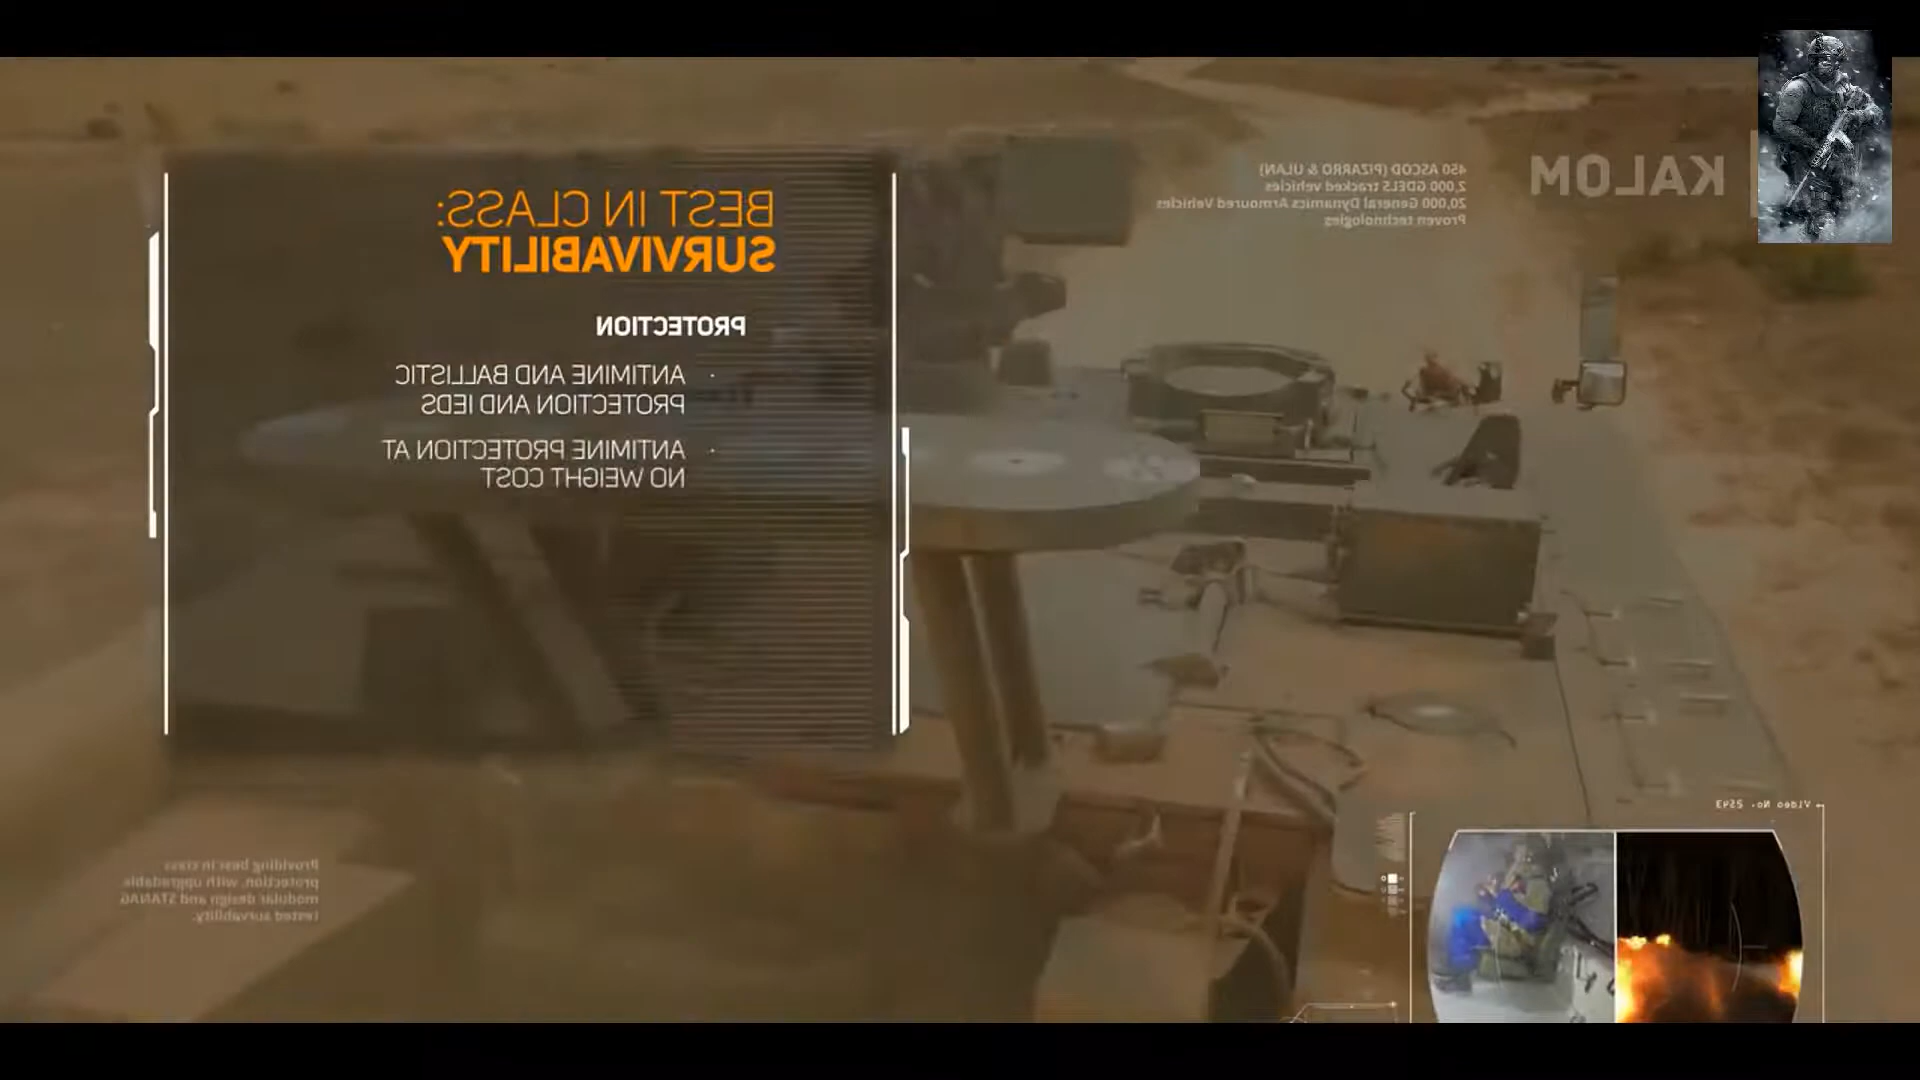 BEST IN CLASS:
SURVIVABILITY
PROTECTION
· ANTIMINE AND BALLISTIC
PROTECTION AND IEDS
· ANTIMINE PROTECTION AT
NO WEIGHT COST
450 ASCOD (PIZARRO & ULAN)
2,000 GDELS tracked vehicles
20,000 General Dynamics Armoured Vehicles
Proven technologies
KALOM
Video No. 2593
Providing best in class
protection, with upgradable
modular design and STANAG
tested survability.